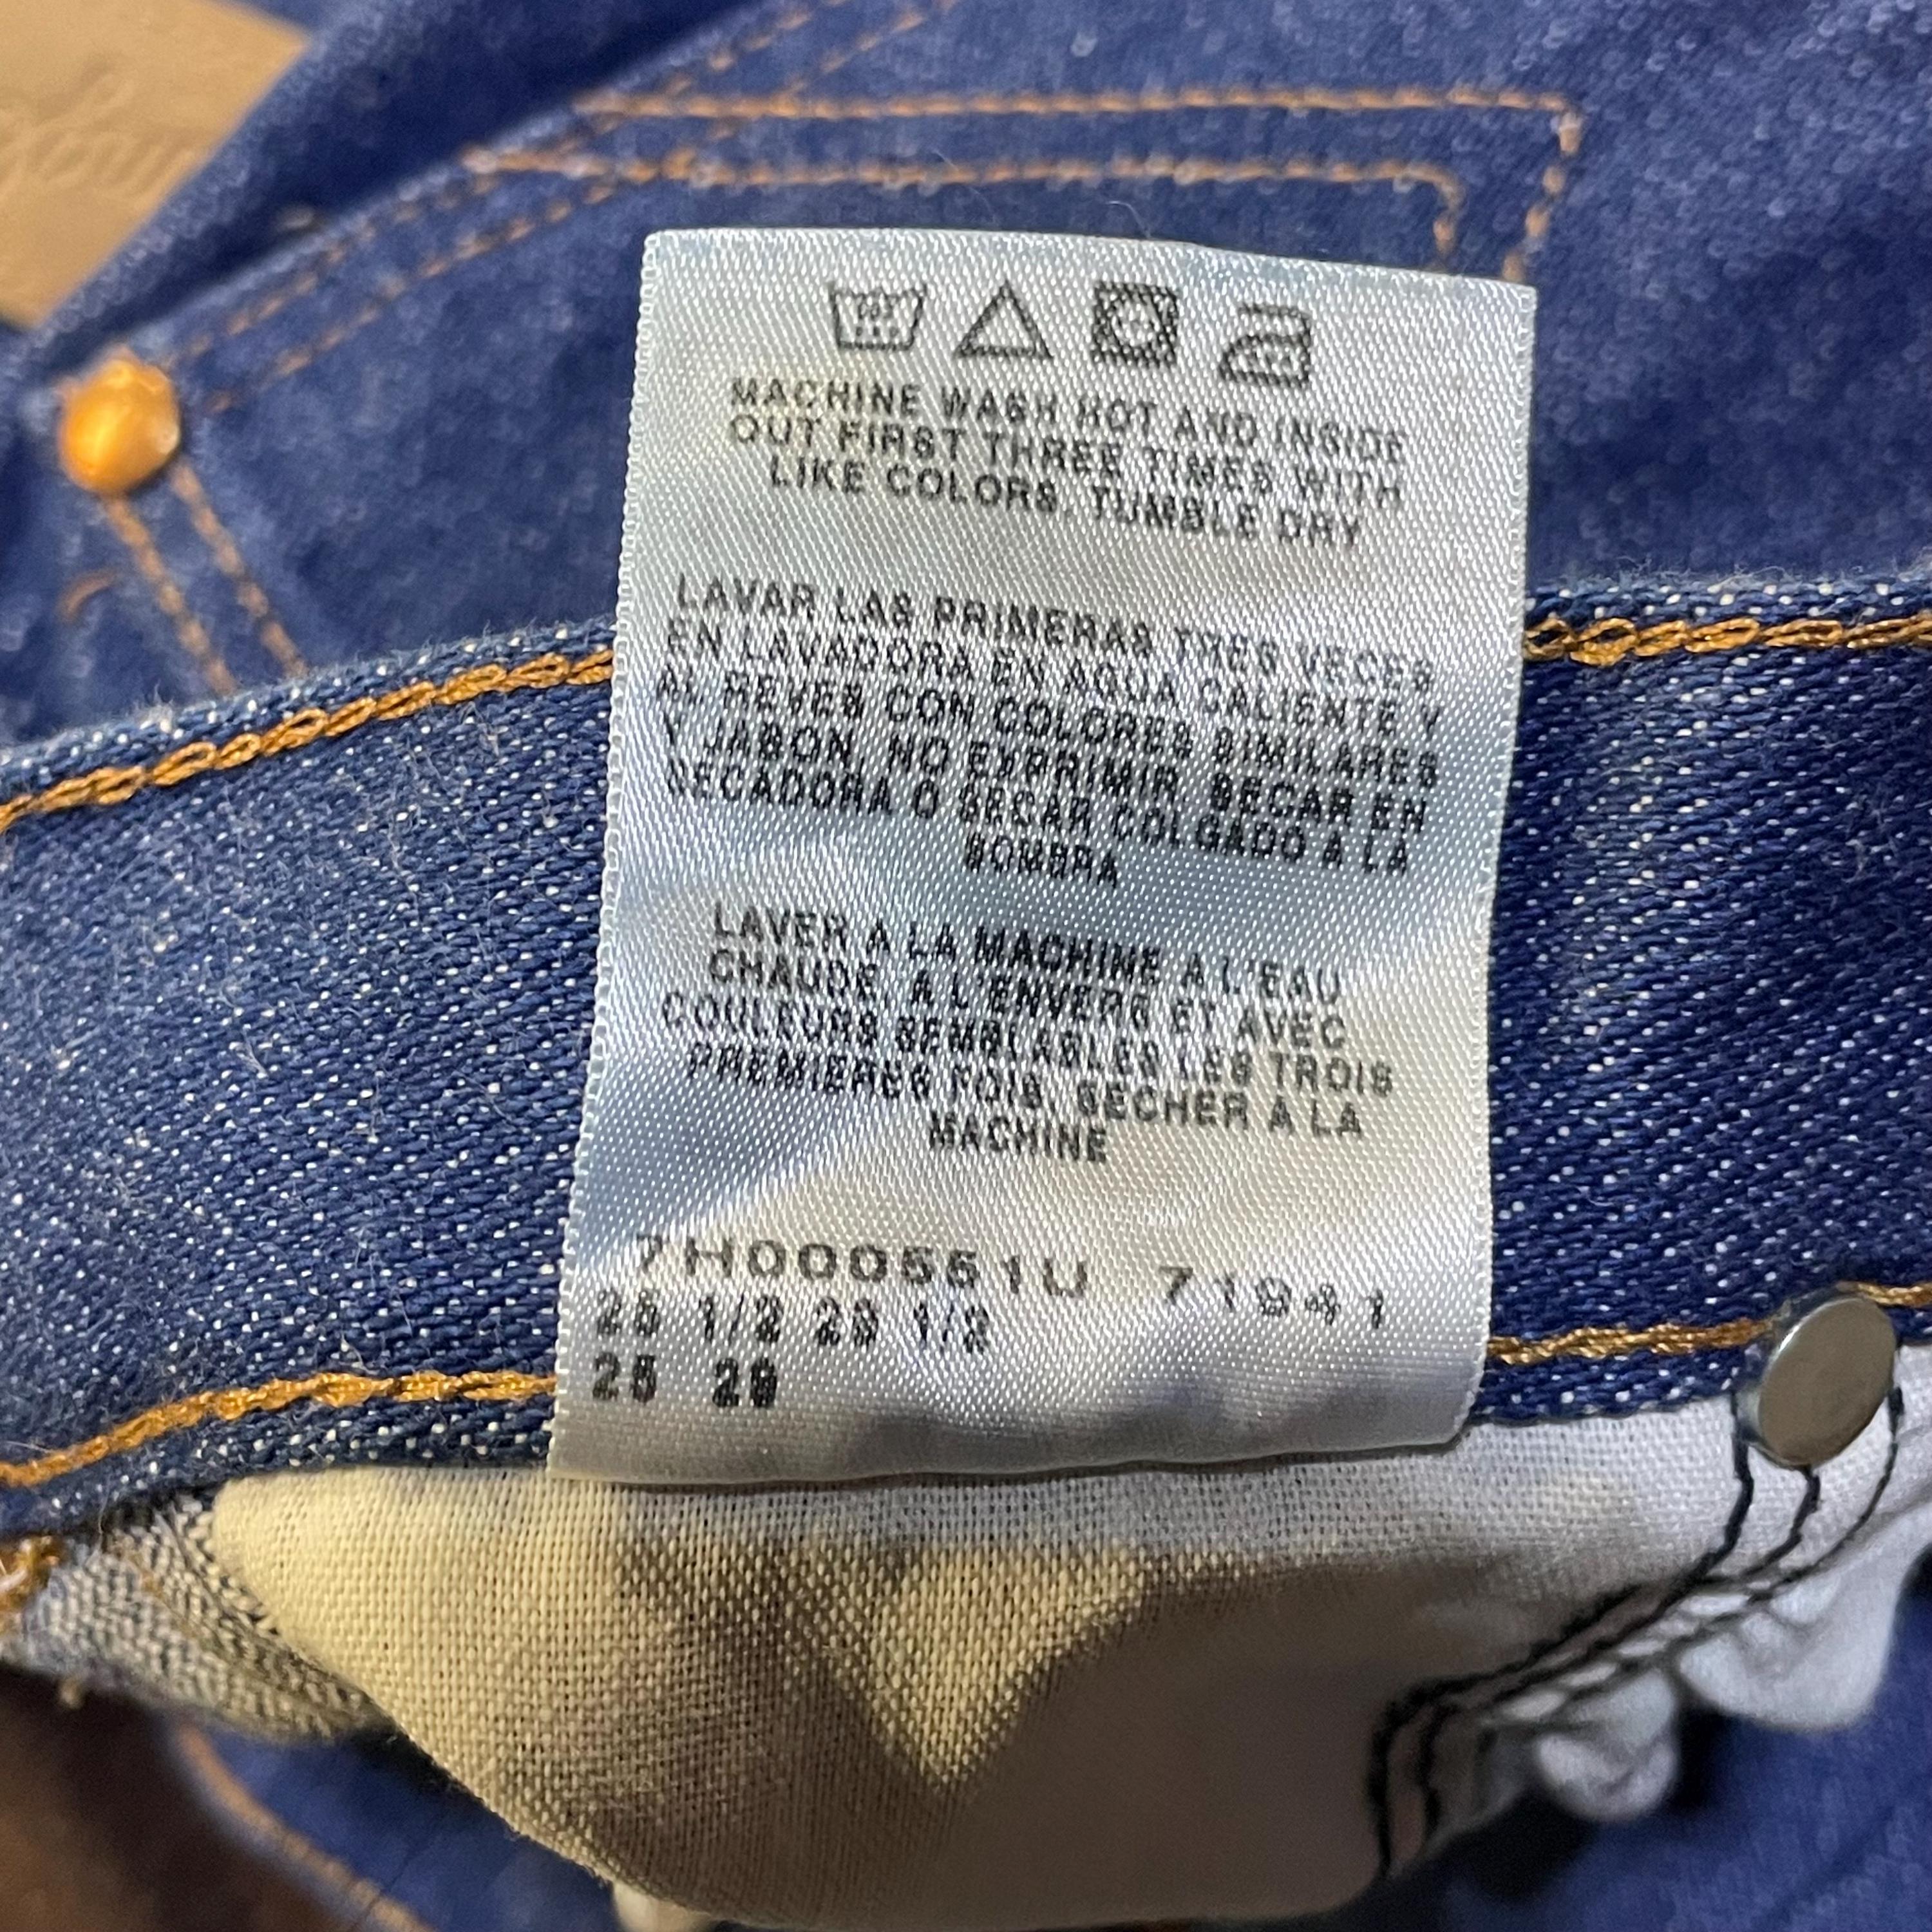 MACHINE WASH HOT AND INSIDE
OUT FIRST THREE TIMES WITH
LIKE COLORS. TUMBLE DRY
LAVAR LAS PRIMERAS TRES VECES
EN LAVADORA EN AGUA CALIENTE Y
AL REVES CON COLORES SIMILARES
Y JABON. NO EXPRIMIR. SECAR EN
SECADORA O SECAR COLGADO A LA
SOMBRA
LAVER A LA MACHINE A L'EAU
CHAUDE, A L'ENVERS ET AVEC
COULEURS SEMBLABLES LES TROIS
PREMIERES FOIS. SECHER A LA
MACHINE
7H000551U 71941
1/2 29 1/2
25 29